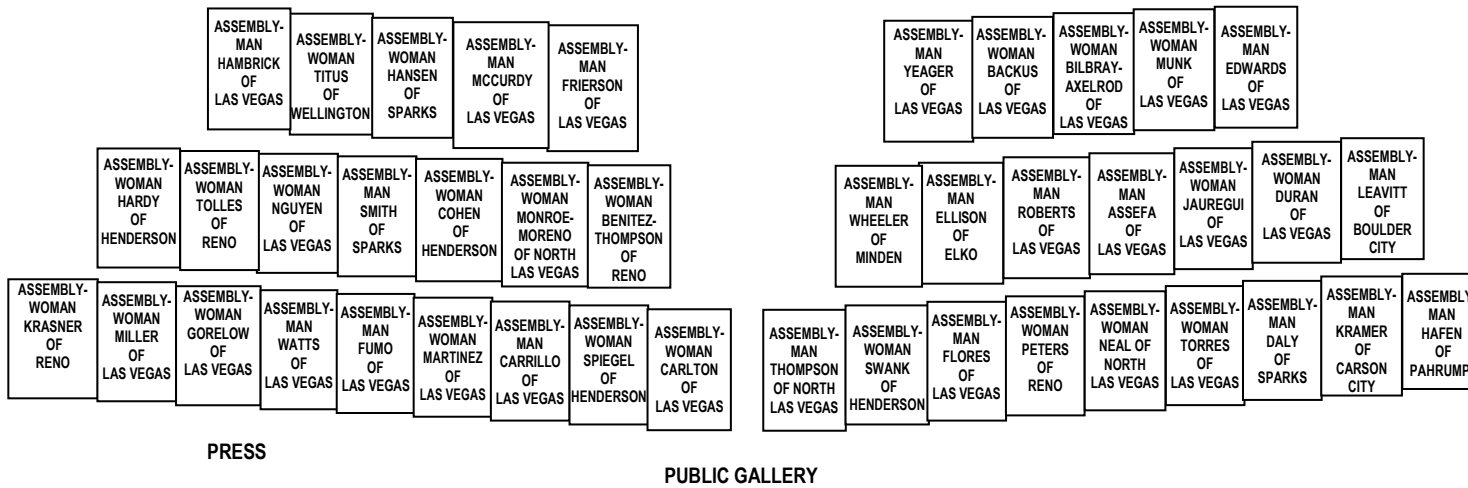 ASSEMBLY-
MAN
HAMBRICK
OF
LAS VEGAS
ASSEMBLY-
WOMAN
TITUS
OF
WELLINGTON
ASSEMBLY-
WOMAN
HANSEN
OF
SPARKS
ASSEMBLY-
MAN
MCCURDY
OF
LAS VEGAS
ASSEMBLY-
MAN
FRIERSON
OF
LAS VEGAS
ASSEMBLY-
MAN
YEAGER
OF
LAS VEGAS
ASSEMBLY-
WOMAN
BACKUS
OF
LAS VEGAS
ASSEMBLY-
WOMAN
BILBRAY-
AXELROD
OF
LAS VEGAS
ASSEMBLY-
WOMAN
MUNK
OF
LAS VEGAS
ASSEMBLY-
MAN
EDWARDS
OF
LAS VEGAS
ASSEMBLY-
WOMAN
HARDY
OF
HENDERSON
ASSEMBLY-
WOMAN
TOLLES
OF
RENO
ASSEMBLY-
WOMAN
NGUYEN
OF
LAS VEGAS
ASSEMBLY-
MAN
SMITH
OF
SPARKS
ASSEMBLY-
WOMAN
COHEN
OF
HENDERSON
ASSEMBLY-
WOMAN
MONROE-
MORENO
OF NORTH
LAS VEGAS
ASSEMBLY-
WOMAN
BENITEZ-
THOMPSON
OF
RENO
ASSEMBLY-
MAN
WHEELER
OF
MINDEN
ASSEMBLY-
MAN
ELLISON
OF
ELKO
ASSEMBLY-
MAN
ROBERTS
OF
LAS VEGAS
ASSEMBLY-
MAN
ASSEFA
OF
LAS VEGAS
ASSEMBLY-
WOMAN
JAUREGUI
OF
LAS VEGAS
ASSEMBLY-
WOMAN
DURAN
OF
LAS VEGAS
ASSEMBLY-
MAN
LEAVITT
OF
BOULDER
CITY
ASSEMBLY-
WOMAN
KRASNER
OF
RENO
ASSEMBLY-
WOMAN
MILLER
OF
LAS VEGAS
ASSEMBLY-
WOMAN
GORELOW
OF
LAS VEGAS
ASSEMBLY-
MAN
WATTS
OF
LAS VEGAS
ASSEMBLY-
MAN
FUMO
OF
LAS VEGAS
ASSEMBLY-
WOMAN
MARTINEZ
OF
LAS VEGAS
ASSEMBLY-
MAN
CARRILLO
OF
LAS VEGAS
ASSEMBLY-
WOMAN
SPIEGEL
OF
HENDERSON
ASSEMBLY-
WOMAN
CARLTON
OF
LAS VEGAS
ASSEMBLY-
MAN
THOMPSON
OF NORTH
LAS VEGAS
ASSEMBLY-
WOMAN
SWANK
OF
HENDERSON
ASSEMBLY-
MAN
FLORES
OF
LAS VEGAS
ASSEMBLY-
WOMAN
PETERS
OF
RENO
ASSEMBLY-
WOMAN
NEAL OF
NORTH
LAS VEGAS
ASSEMBLY-
WOMAN
TORRES
OF
LAS VEGAS
ASSEMBLY-
MAN
DALY
OF
SPARKS
ASSEMBLY-
MAN
KRAMER
OF
CARSON
CITY
ASSEMBLY-
MAN
HAFEN
OF
PAHRUMP
PRESS
PUBLIC GALLERY